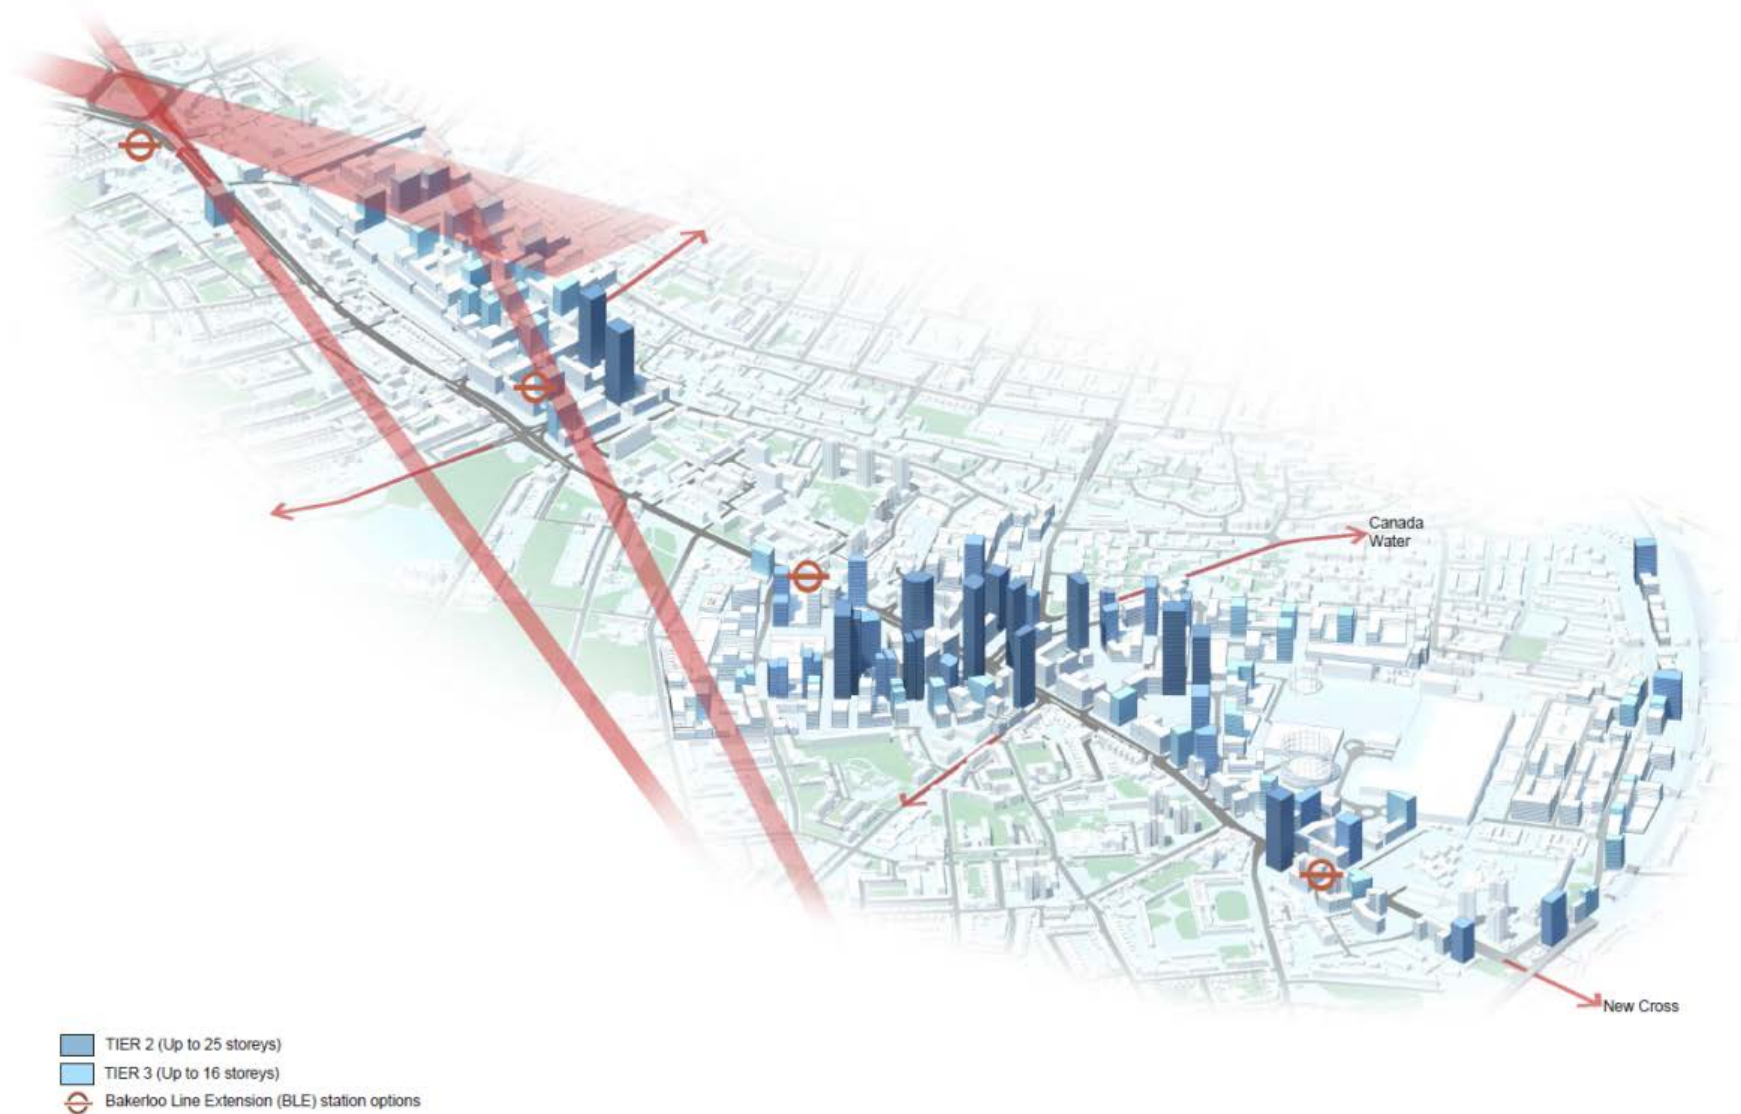 Canada
Water
New Cross
TIER 2 (Up to 25 storeys)
TIER 3 (Up to 16 storeys)
Bakerloo Line Extension (BLE) station options